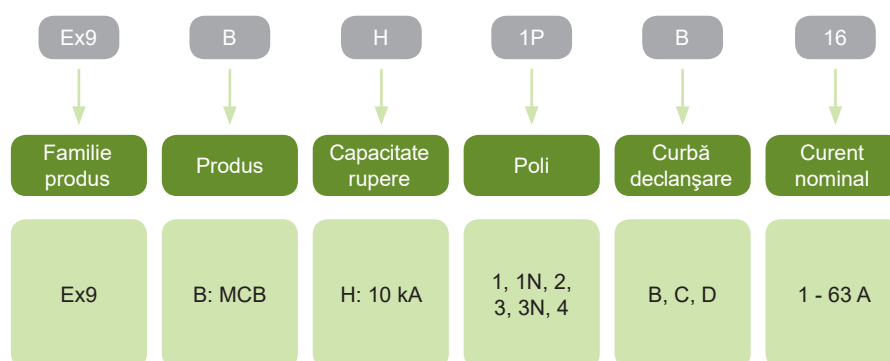 Ex9
B
H
1P
B
16
Familie
produs
Produs
Capacitate
rupere
Poli
Curbă
declanşare
Curent
nominal
Ex9
B: MCB
H: 10 kA
1, 1N, 2,
3, 3N, 4
B, C, D
1 - 63 A